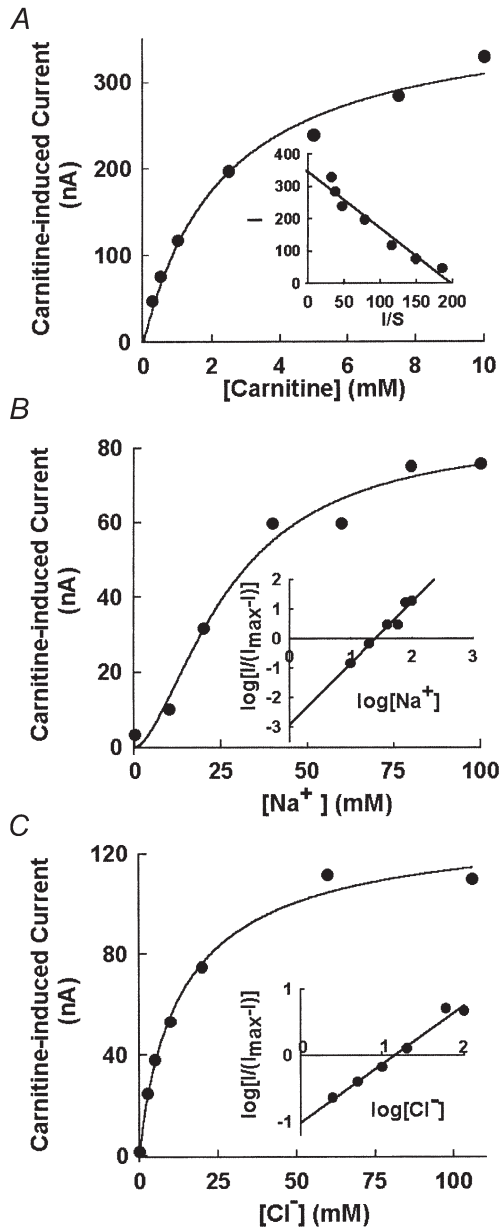 A
Carnitine-induced Current
(nA)
300
200
100
0
400
300
200
100
0
I
0 50 100 150 200
I/S
0 2 4 6 8 10
[Carnitine] (mM)
B
Carnitine-induced Current
(nA)
80
60
40
20
0
2
1
0
-1
-2
-3
log[I/(Imax-I)]
0 1 2 3
log[Na+]
0 25 50 75 100
[Na+ ] (mM)
C
Carnitine-induced Current
(nA)
120
80
40
0
1
0
-1
log[I/(Imax-I)]
0 1 2
log[Cl-]
0 25 50 75 100
[Cl-] (mM)